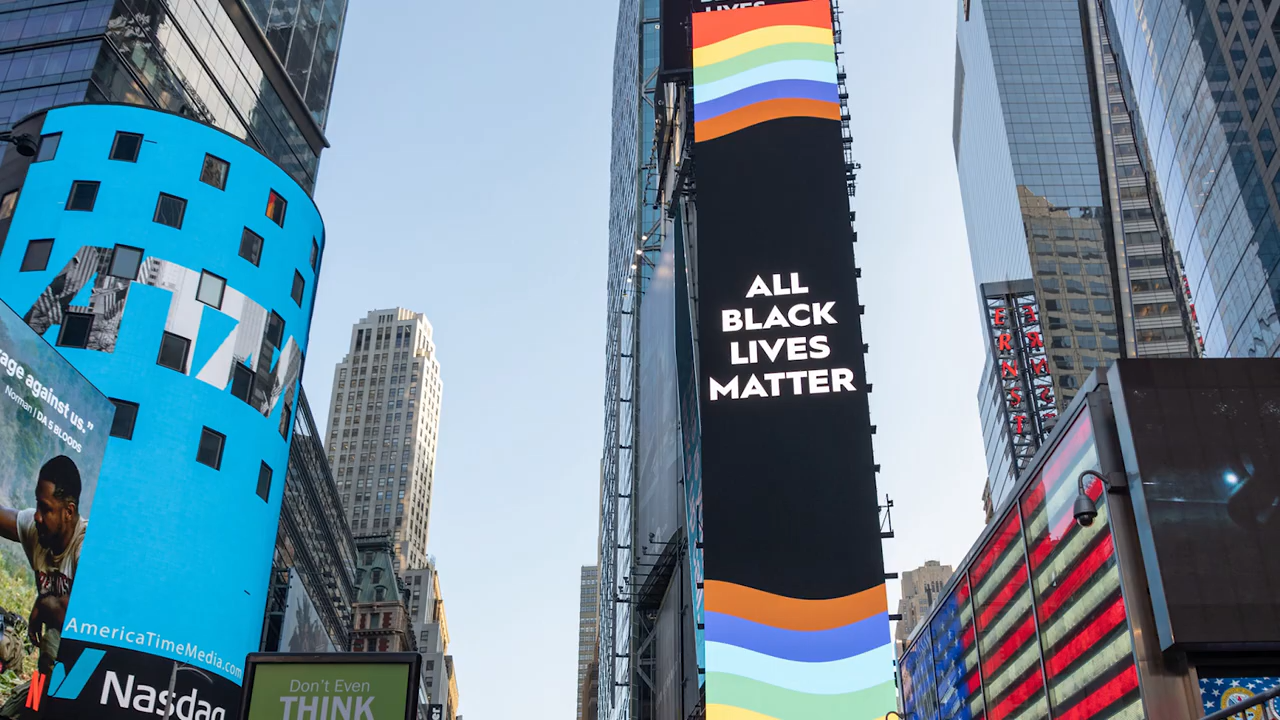 LIVES
ALL
BLACK
LIVES
MATTER
ATM
age against us."
Norman | DA 5 BLOODS
AmericaTimeMedia.com
N
Nasdaq
Don't Even
THINK
ERNST